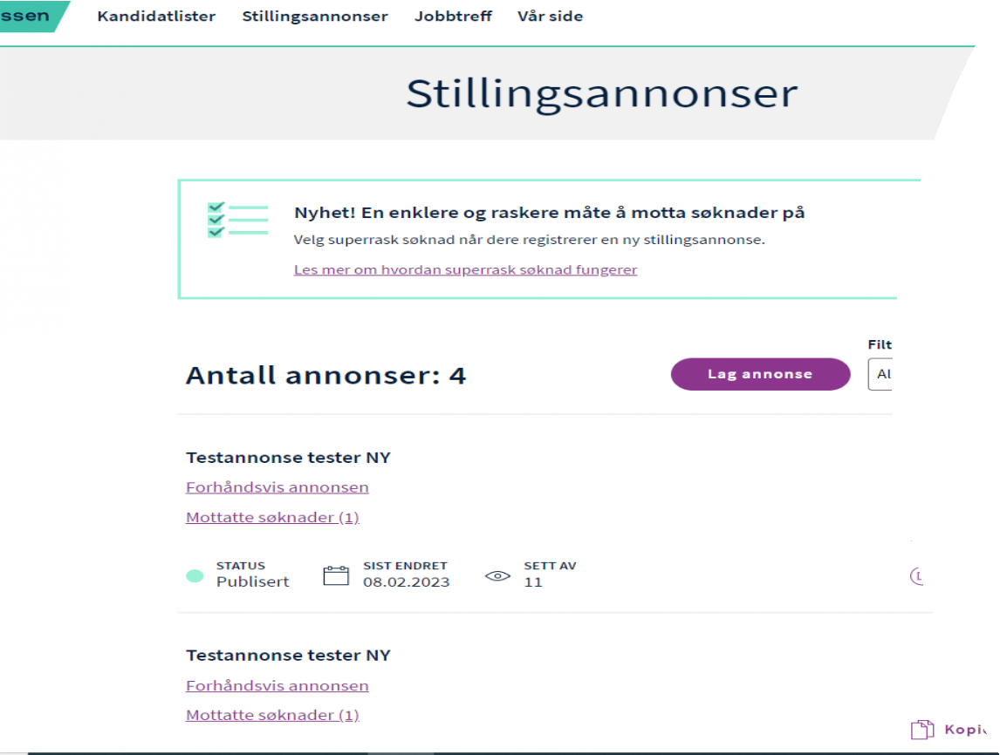 ssen Kandidatlister Stillingsannonser Jobbtreff Vår side
Stillingsannonser
Nyhet! En enklere og raskere måte å motta søknader på
Velg superrask søknad når dere registrerer en ny stillingsannonse.
Les mer om hvordan superrask søknad fungerer
Filt
Antall annonser: 4 Lag annonse Al
Testannonse tester NY
Forhåndsvis annonsen
Mottatte søknader (1)
STATUS SIST ENDRET SETT AV
Publisert 08.02.2023 11
Testannonse tester NY
Forhåndsvis annonsen
Mottatte søknader (1)
Kopi